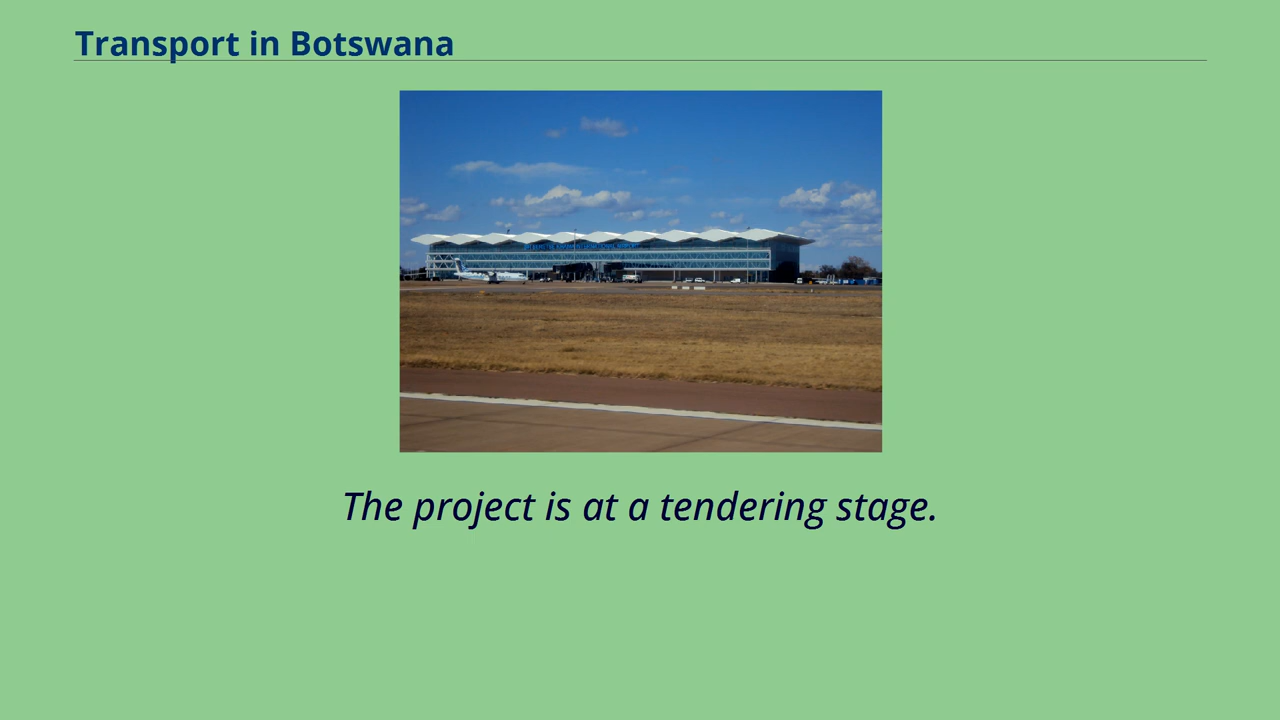 Transport in Botswana
The project is at a tendering stage.